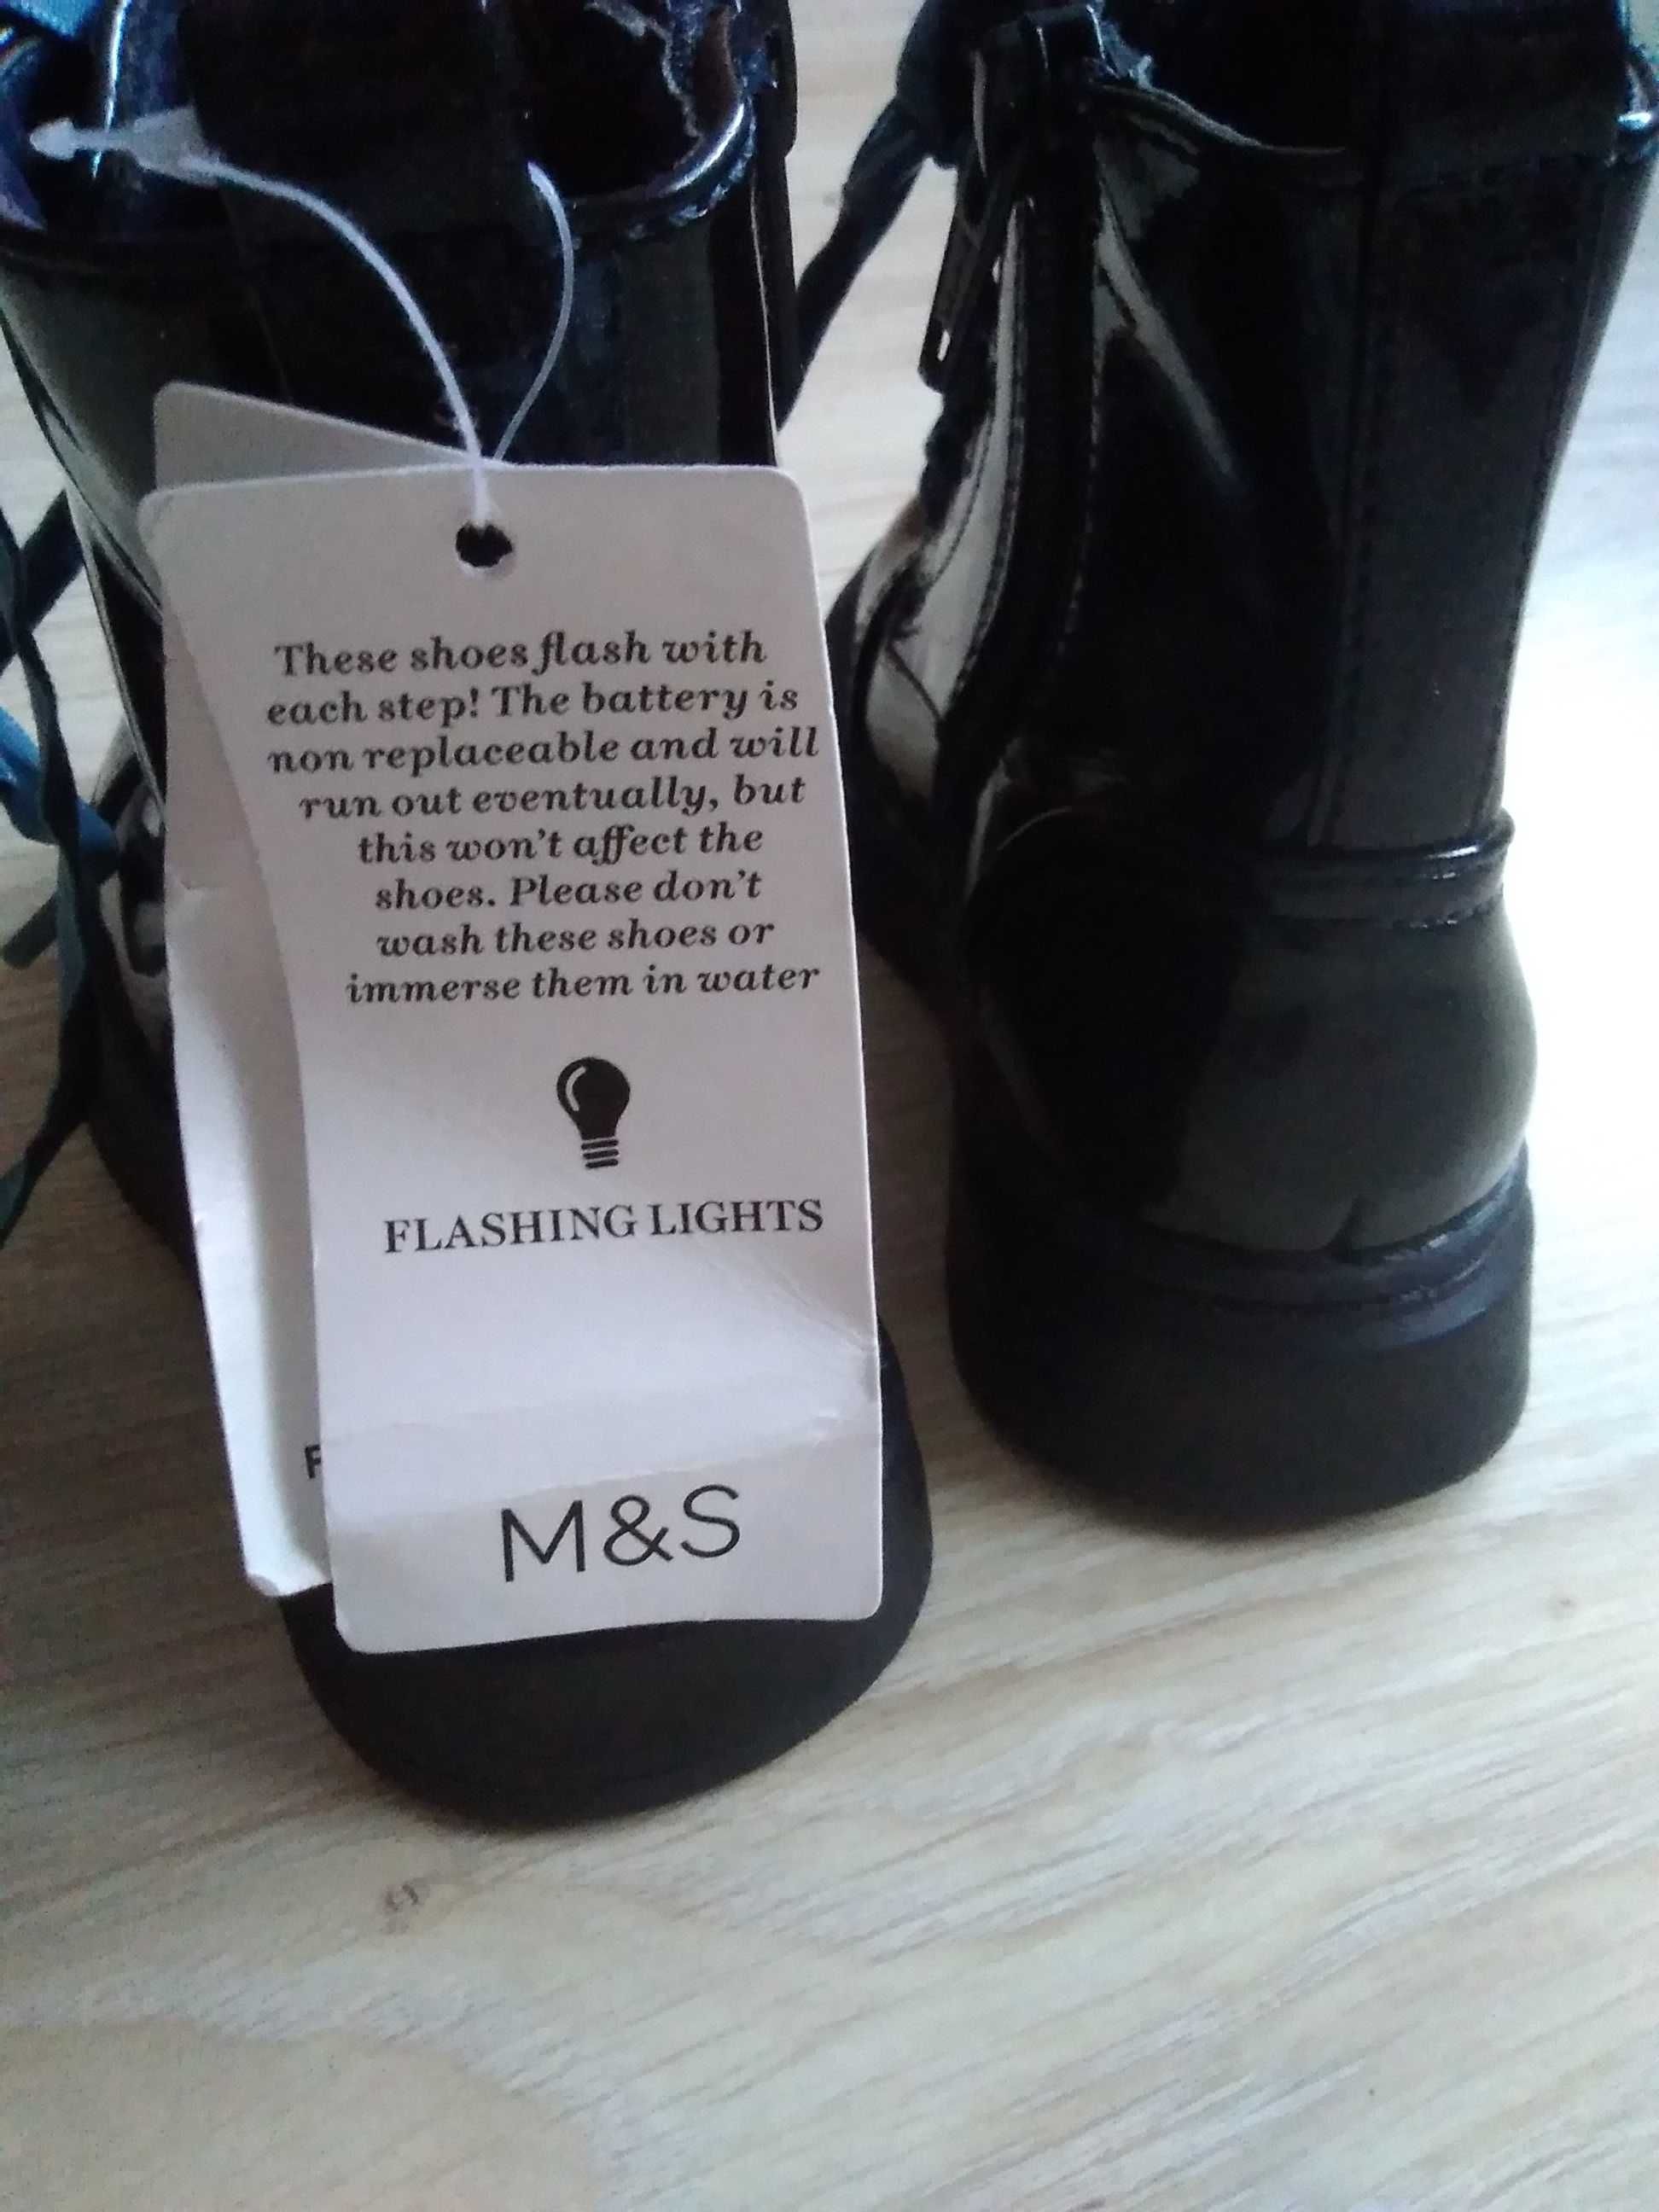 These shoes flash with
each step! The battery is
non replaceable and will
run out eventually, but
this won't affect the
shoes. Please don't
wash these shoes or
immerse them in water
FLASHING LIGHTS
M&S